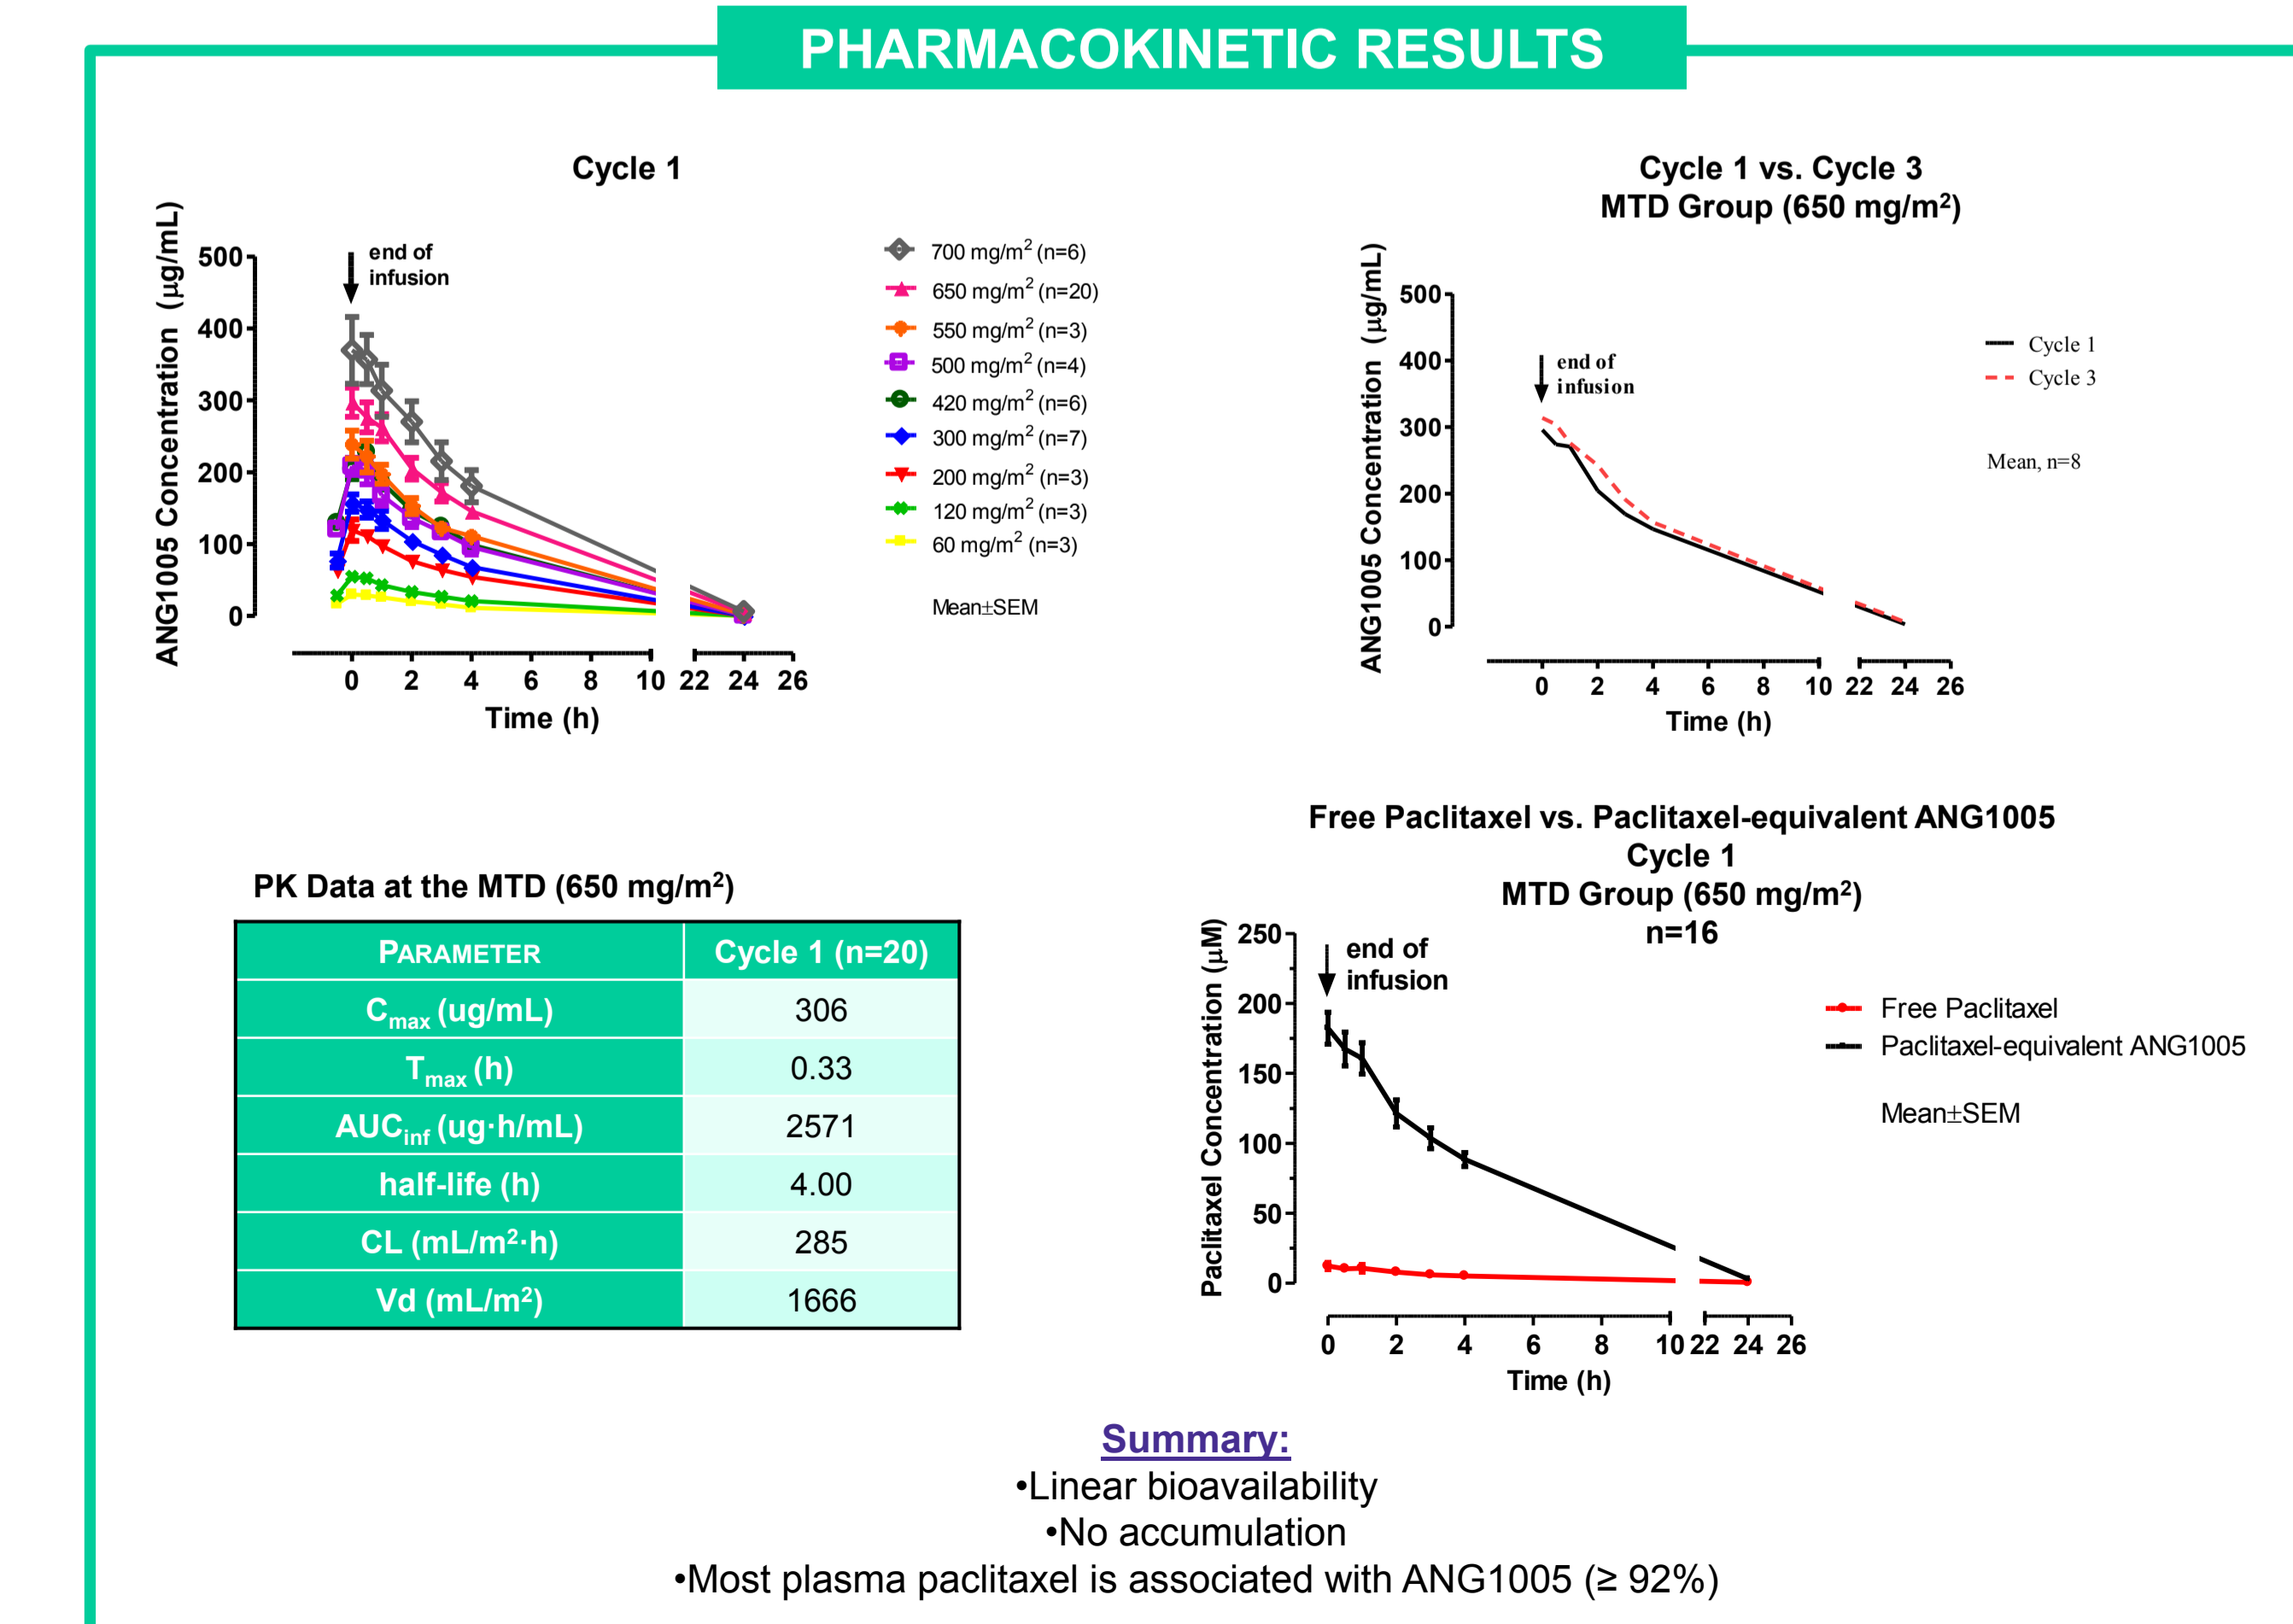 PHARMACOKINETIC RESULTS
Cycle 1
ANG1005 Concentration (µg/mL)
500
400
300
200
100
0
end of
infusion
0 2 4 6 8 10 22 24 26
Time (h)
700 mg/m² (n=6)
650 mg/m² (n=20)
550 mg/m² (n=3)
500 mg/m² (n=4)
420 mg/m² (n=6)
300 mg/m² (n=7)
200 mg/m² (n=3)
120 mg/m² (n=3)
60 mg/m² (n=3)
Mean±SEM
Cycle 1 vs. Cycle 3
MTD Group (650 mg/m²)
ANG1005 Concentration (µg/mL)
500
400
300
200
100
0
end of
infusion
0 2 4 6 8 10 22 24 26
Time (h)
Cycle 1
Cycle 3
Mean, n=8
PK Data at the MTD (650 mg/m²)
PARAMETER Cycle 1 (n=20)
Cmax (ug/mL) 306
Tmax (h) 0.33
AUCinf (ug·h/mL) 2571
half-life (h) 4.00
CL (mL/m²·h) 285
Vd (mL/m²) 1666
Free Paclitaxel vs. Paclitaxel-equivalent ANG1005
Cycle 1
MTD Group (650 mg/m²)
n=16
Paclitaxel Concentration (µM)
250
200
150
100
50
0
end of
infusion
0 2 4 6 8 10 22 24 26
Time (h)
Free Paclitaxel
Paclitaxel-equivalent ANG1005
Mean±SEM
Summary:
•Linear bioavailability
•No accumulation
•Most plasma paclitaxel is associated with ANG1005 (≥ 92%)